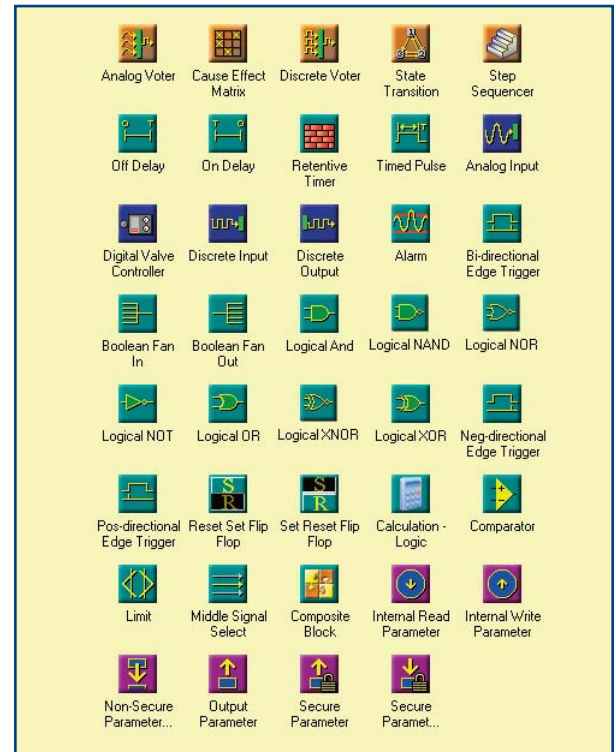 Analog Voter
Cause Effect
Matrix
Discrete Voter
State
Transition
Step
Sequencer
Off Delay
On Delay
Retentive
Timer
Timed Pulse
Analog Input
Digital Valve
Controller
Discrete Input
Discrete
Output
Alarm
Bi-directional
Edge Trigger
Boolean Fan
In
Boolean Fan
Out
Logical And
Logical NAND
Logical NOR
Logical NOT
Logical OR
Logical XNOR
Logical XOR
Neg-directional
Edge Trigger
Pos-directional
Edge Trigger
S
R
Reset Set Flip
Flop
S
R
Set Reset Flip
Flop
Calculation -
Logic
Comparator
Limit
Middle Signal
Select
Composite
Block
Internal Read
Parameter
Internal Write
Parameter
Non-Secure
Parameter...
Output
Parameter
Secure
Parameter
Secure
Paramet...